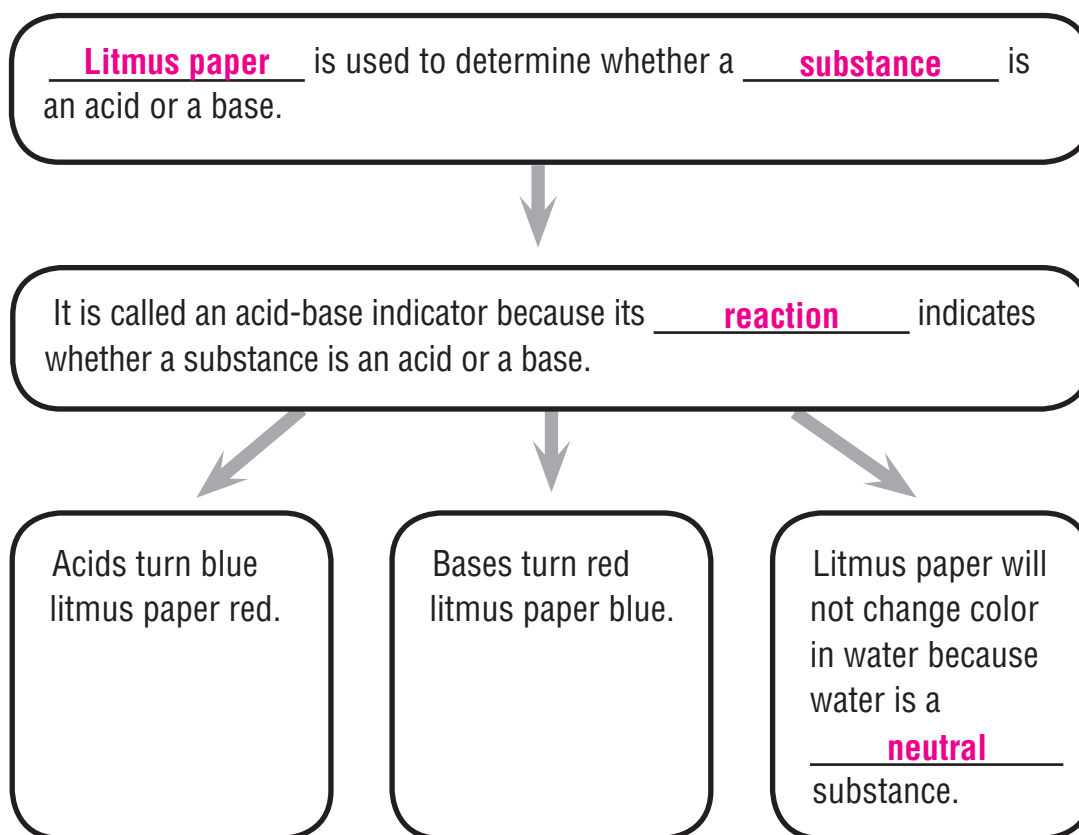 Litmus paper is used to determine whether a substance is
an acid or a base.
It is called an acid-base indicator because its reaction indicates
whether a substance is an acid or a base.
Acids turn blue
litmus paper red.
Bases turn red
litmus paper blue.
Litmus paper will
not change color
in water because
water is a
neutral
substance.